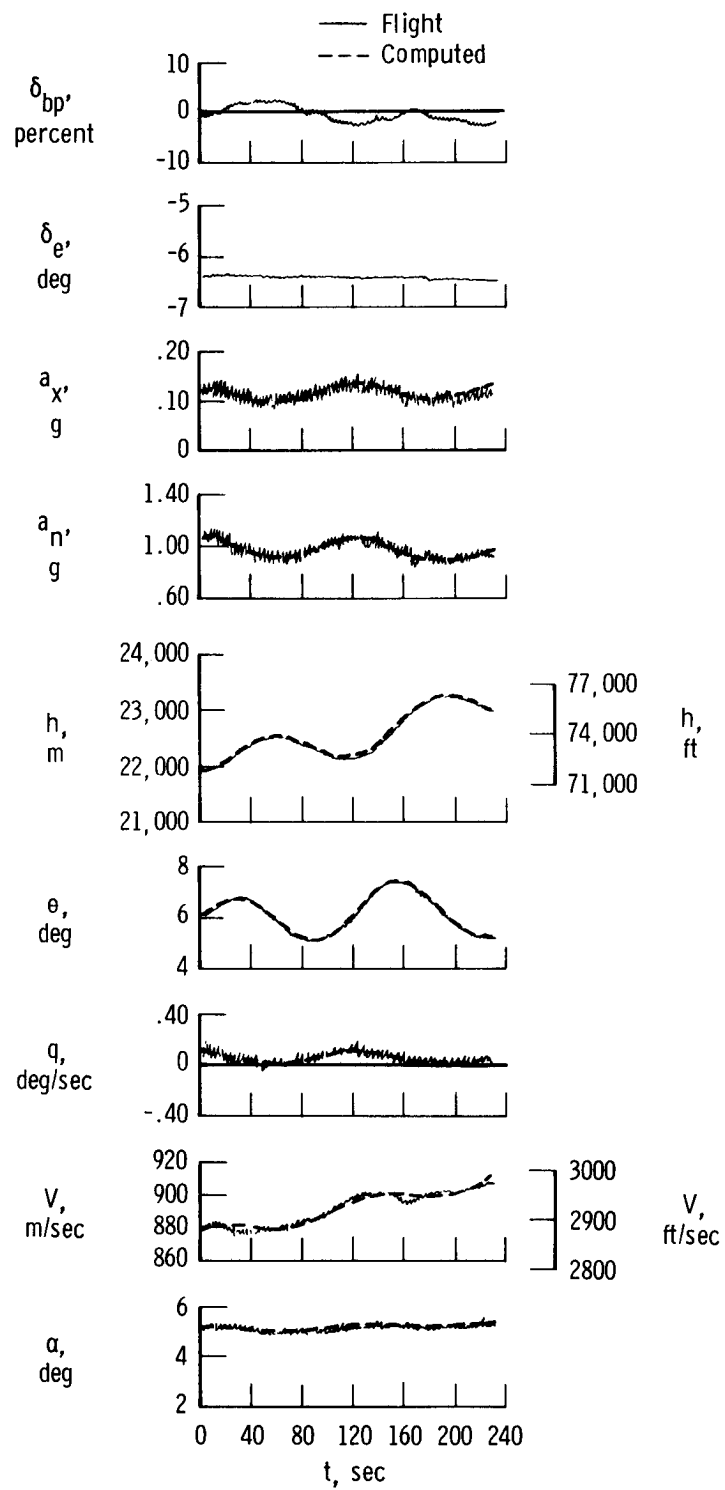 Flight
Computed
δbp,
percent
10
0
-10
δe,
deg
-5
-6
-7
ax,
g
.20
.10
0
an,
g
1.40
1.00
.60
h,
m
24,000
23,000
22,000
21,000
77,000
74,000
71,000
h,
ft
θ,
deg
8
6
4
q,
deg/sec
.40
0
-.40
V,
m/sec
920
900
880
860
3000
2900
2800
V,
ft/sec
α,
deg
6
4
2
0 40 80 120 160 200 240
t, sec